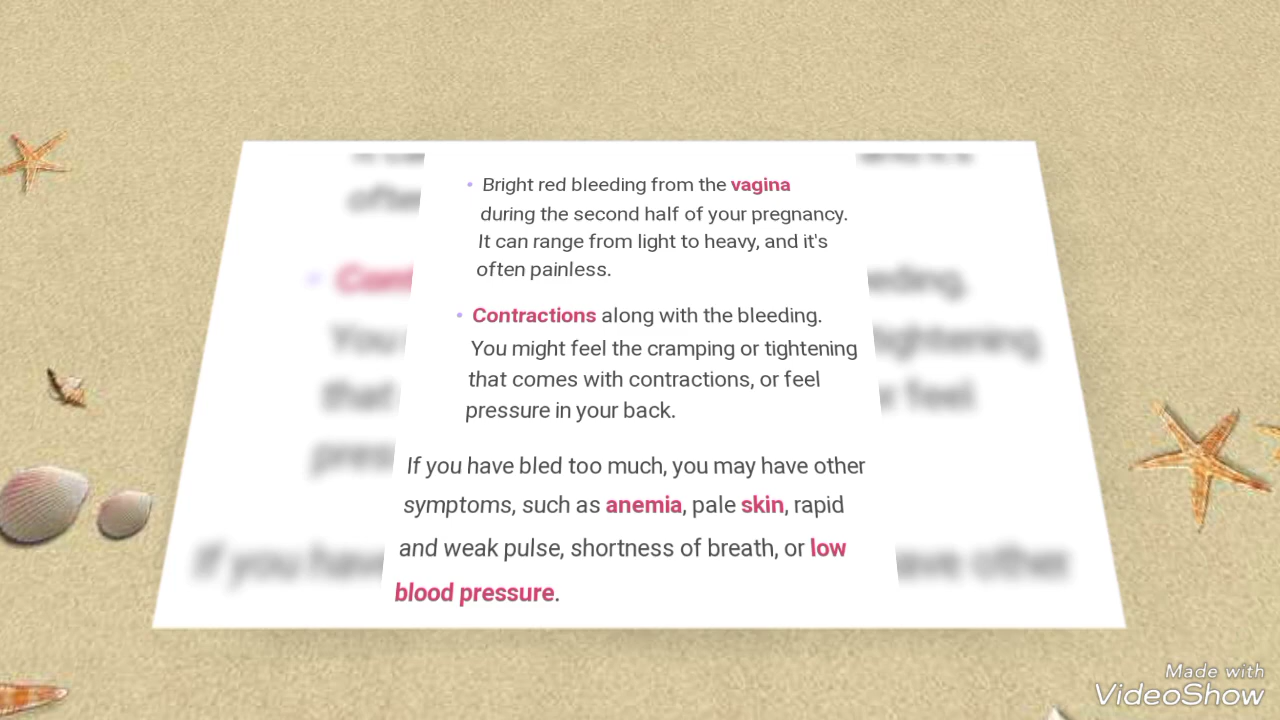 • Bright red bleeding from the vagina
during the second half of your pregnancy.
It can range from light to heavy, and it's
often painless.
• Contractions along with the bleeding.
You might feel the cramping or tightening
that comes with contractions, or feel
pressure in your back.
If you have bled too much, you may have other
symptoms, such as anemia, pale skin, rapid
and weak pulse, shortness of breath, or low
blood pressure.
Made with
VideoShow